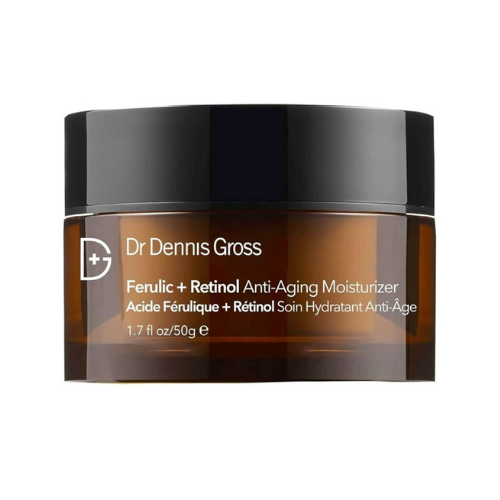 D+G
Dr Dennis Gross
Ferulic + Retinol Anti-Aging Moisturizer
Acide Férulique + Rétinol Soin Hydratant Anti-Âge
1.7 fl oz/50g ℮